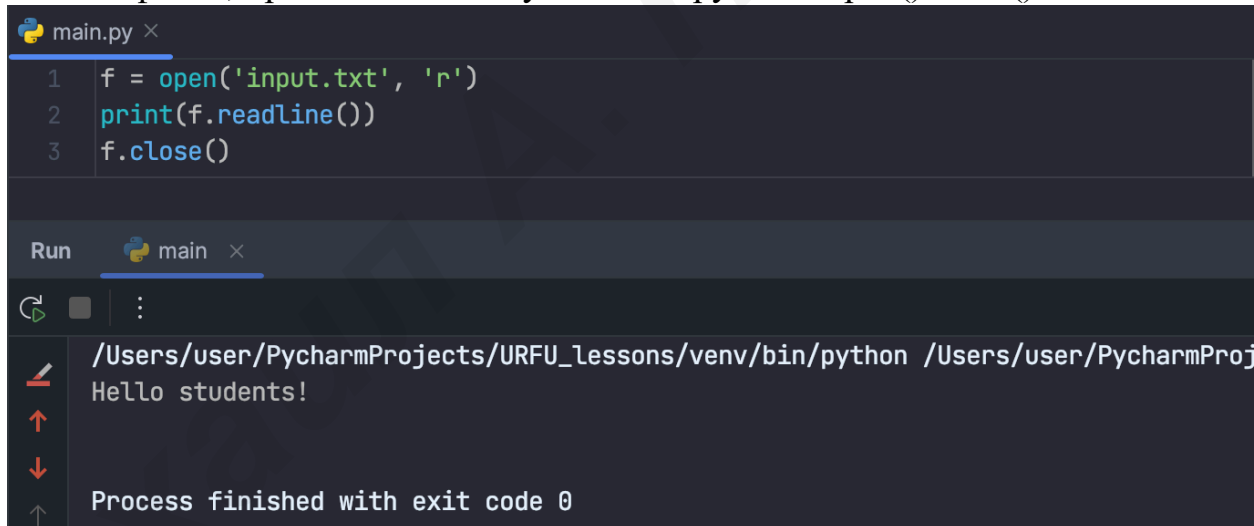 main.py ×
1 f = open('input.txt', 'r')
2 print(f.readline())
3 f.close()
Run main ×
/Users/user/PycharmProjects/URFU_lessons/venv/bin/python /Users/user/PycharmProj
Hello students!
Process finished with exit code 0